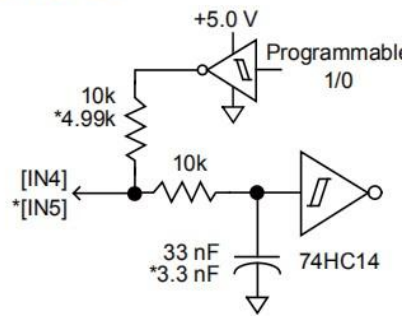 +5.0 V
Programmable
1/0
10k
*4.99k
10k
[IN4]
*[IN5]
33 nF
*3.3 nF
74HC14